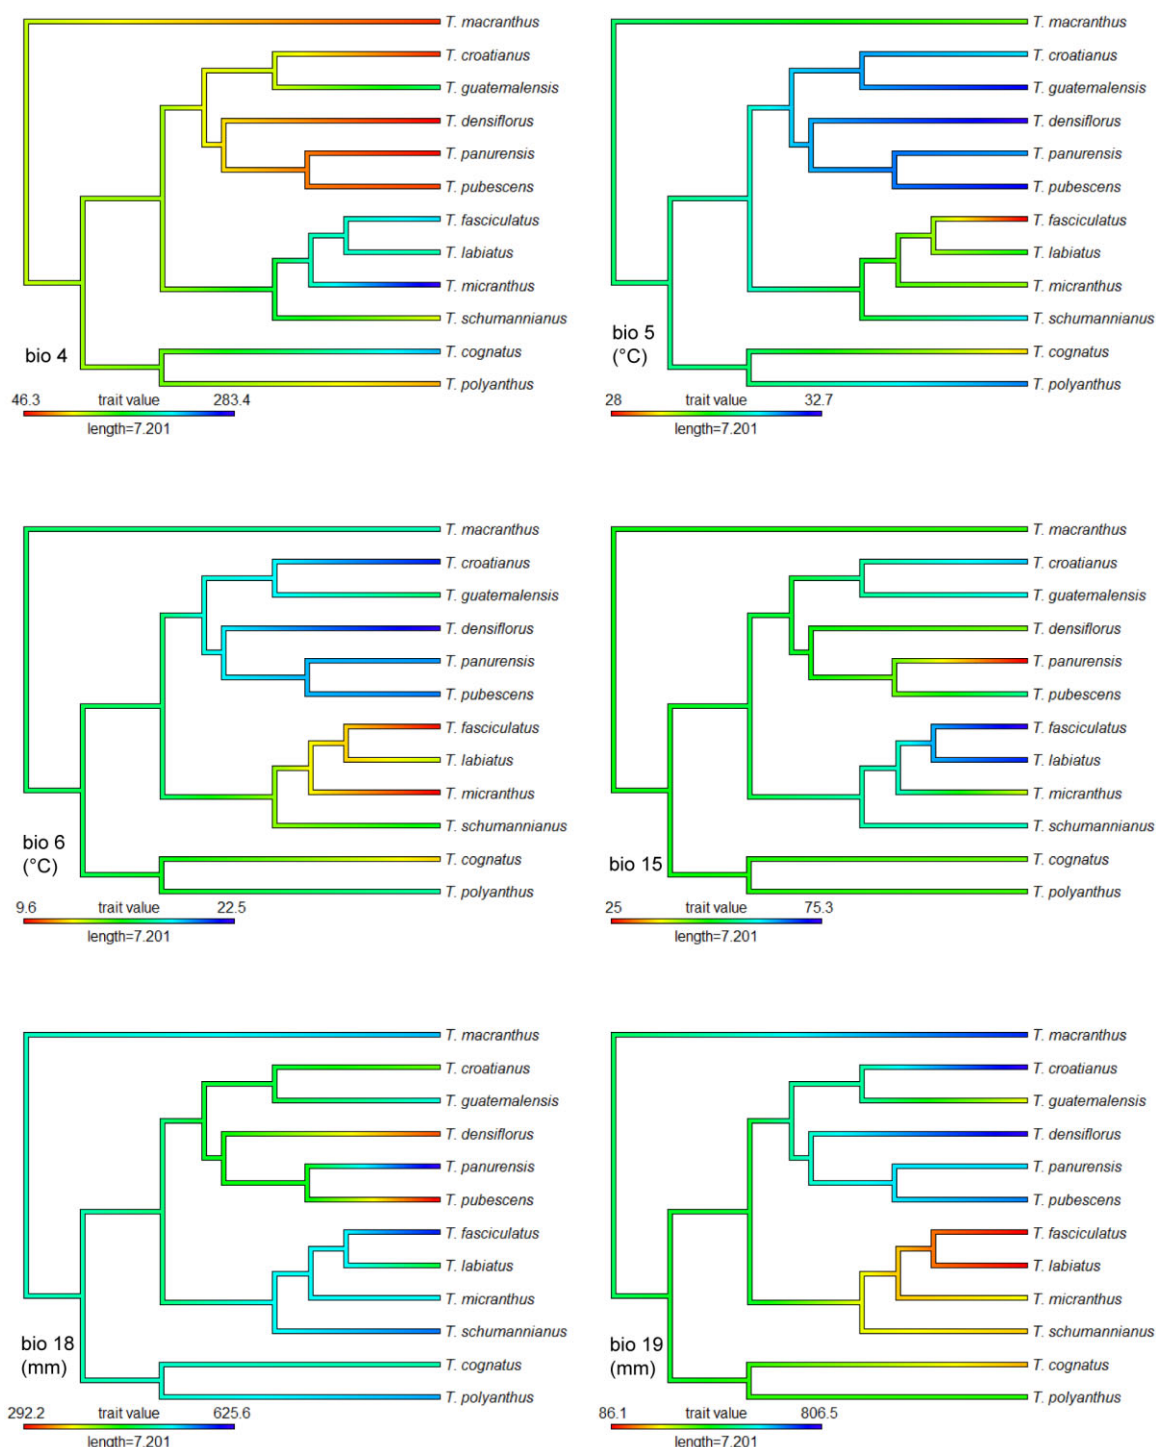 T. macranthus
T. croatianus
T. guatemalensis
T. densiflorus
T. panurensis
T. pubescens
T. fasciculatus
T. labiatus
T. micranthus
T. schumannianus
T. cognatus
T. polyanthus
bio 4
46.3 trait value 283.4
length=7.201
T. macranthus
T. croatianus
T. guatemalensis
T. densiflorus
T. panurensis
T. pubescens
T. fasciculatus
T. labiatus
T. micranthus
T. schumannianus
T. cognatus
T. polyanthus
bio 5
(°C)
28 trait value 32.7
length=7.201
T. macranthus
T. croatianus
T. guatemalensis
T. densiflorus
T. panurensis
T. pubescens
T. fasciculatus
T. labiatus
T. micranthus
T. schumannianus
T. cognatus
T. polyanthus
bio 6
(°C)
9.6 trait value 22.5
length=7.201
T. macranthus
T. croatianus
T. guatemalensis
T. densiflorus
T. panurensis
T. pubescens
T. fasciculatus
T. labiatus
T. micranthus
T. schumannianus
T. cognatus
T. polyanthus
bio 15
25 trait value 75.3
length=7.201
T. macranthus
T. croatianus
T. guatemalensis
T. densiflorus
T. panurensis
T. pubescens
T. fasciculatus
T. labiatus
T. micranthus
T. schumannianus
T. cognatus
T. polyanthus
bio 18
(mm)
292.2 trait value 625.6
length=7.201
T. macranthus
T. croatianus
T. guatemalensis
T. densiflorus
T. panurensis
T. pubescens
T. fasciculatus
T. labiatus
T. micranthus
T. schumannianus
T. cognatus
T. polyanthus
bio 19
(mm)
86.1 trait value 806.5
length=7.201